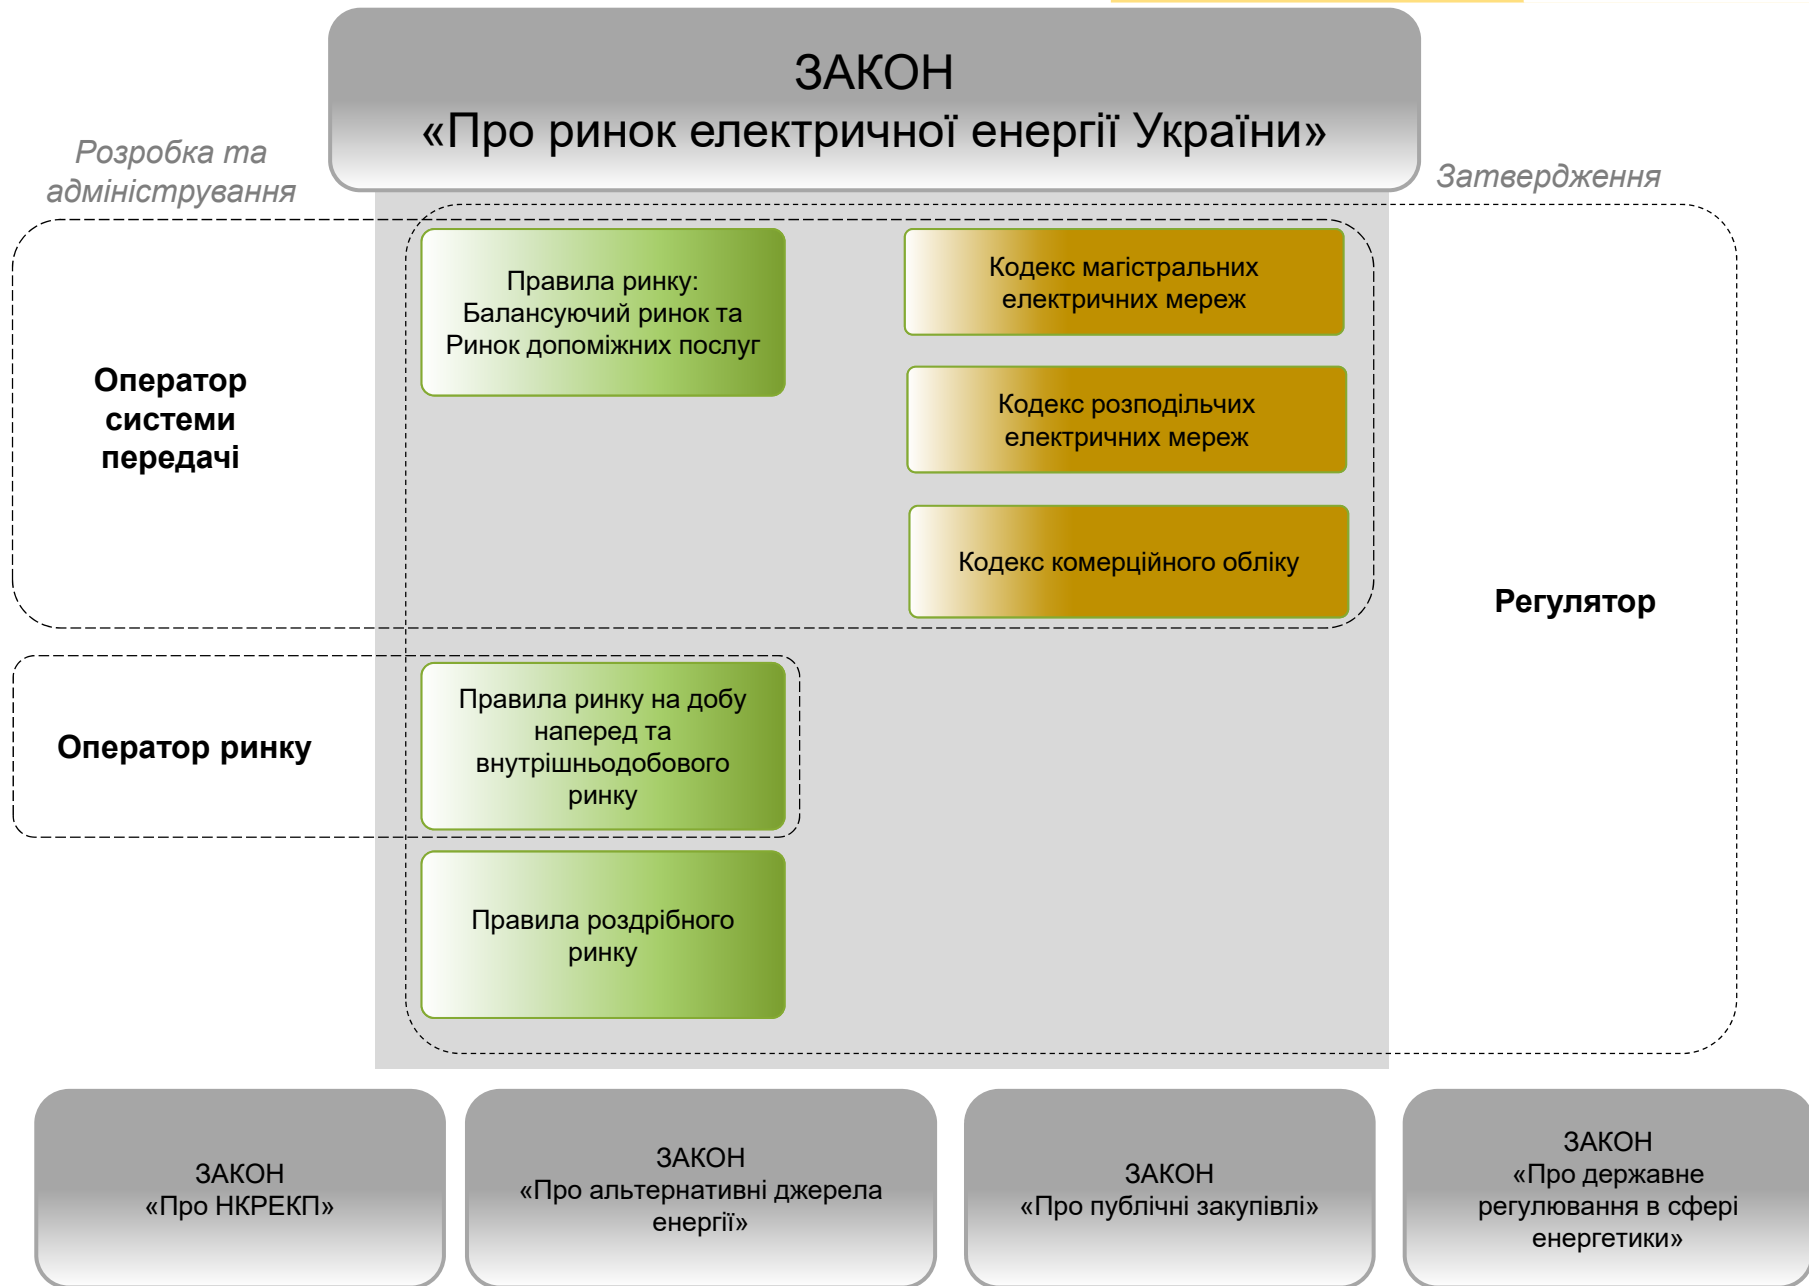 ЗАКОН
«Про ринок електричної енергії України»
Розробка та
адміністрування
Затвердження
Правила ринку:
Балансуючий ринок та
Ринок допоміжних послуг
Кодекс магістральних
електричних мереж
Оператор
системи
передачі
Кодекс розподільчих
електричних мереж
Кодекс комерційного обліку
Регулятор
Оператор ринку
Правила ринку на добу
наперед та
внутрішньодобового
ринку
Правила роздрібного
ринку
ЗАКОН
«Про НКРЕКП»
ЗАКОН
«Про альтернативні джерела
енергії»
ЗАКОН
«Про публічні закупівлі»
ЗАКОН
«Про державне
регулювання в сфері
енергетики»